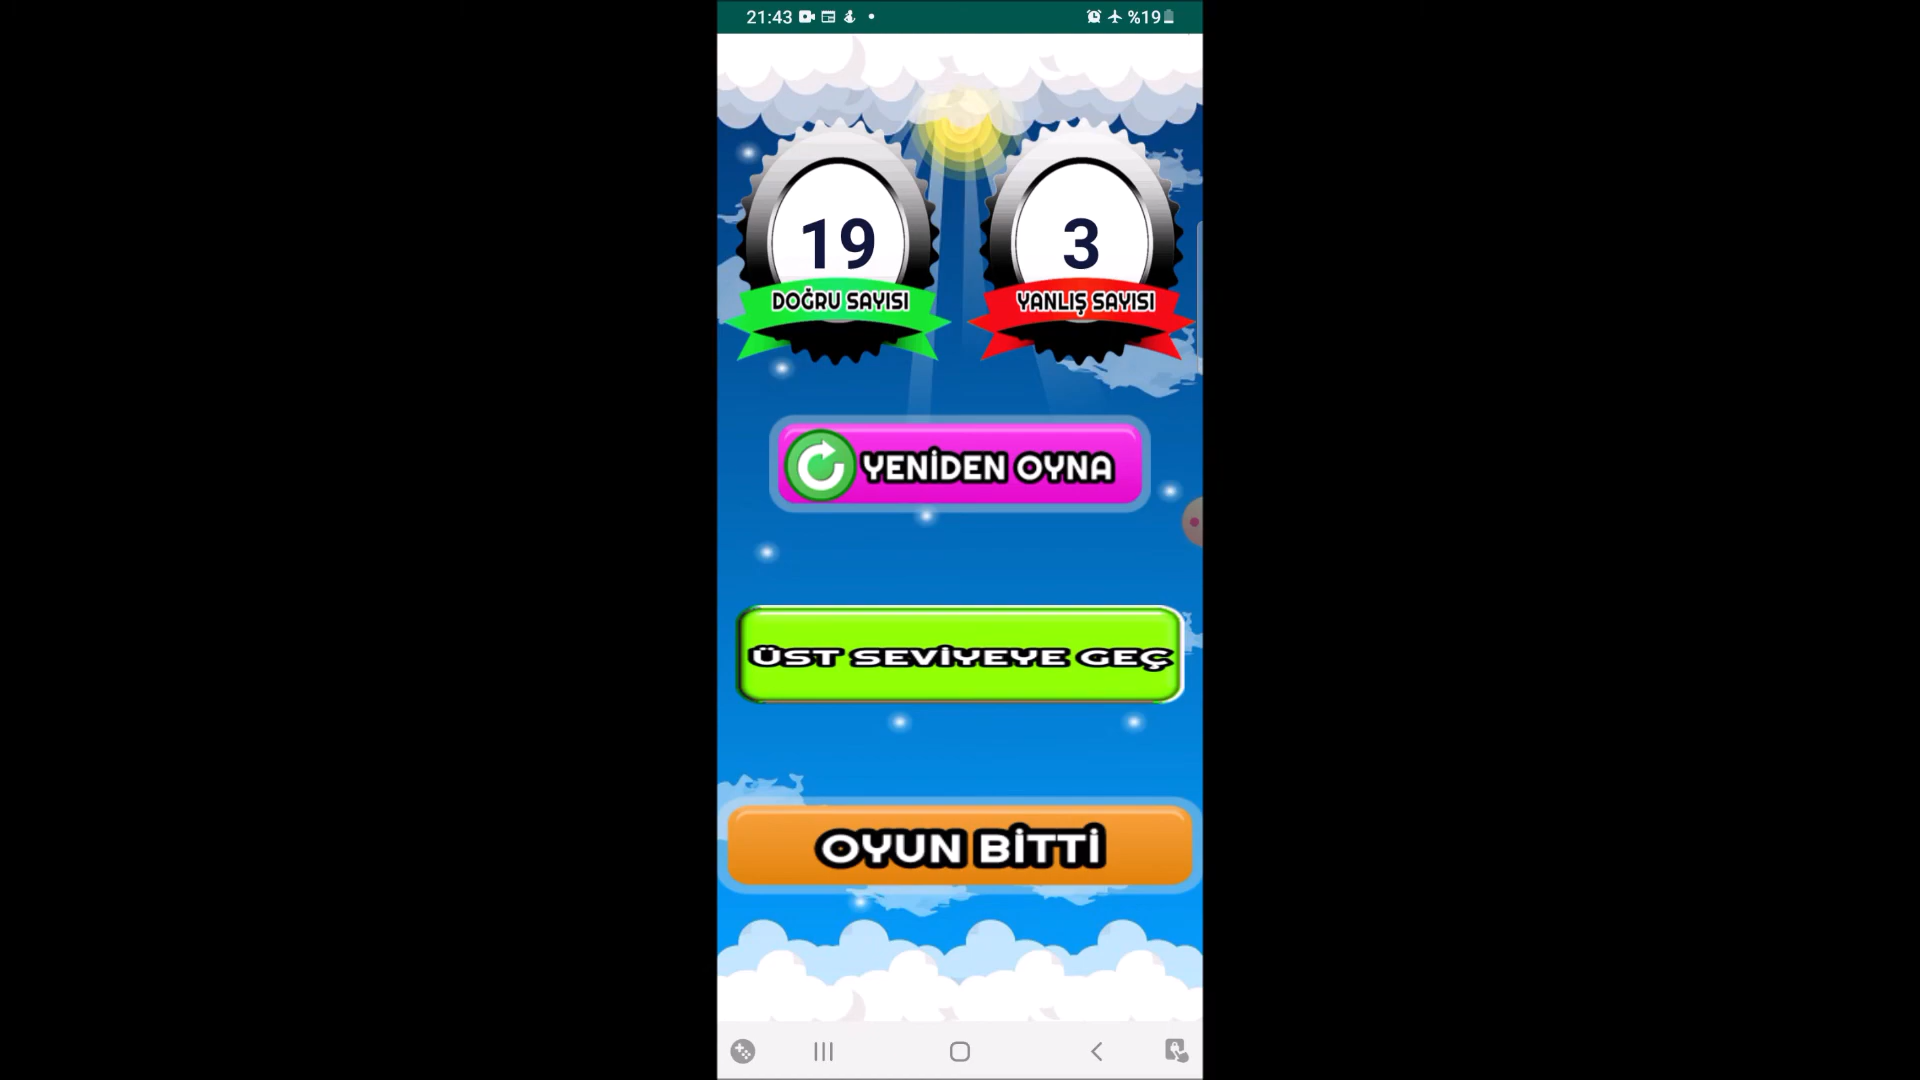 21:43 %19
19 3
DOĞRU SAYISI YANLIŞ SAYISI
YENİDEN OYNA
ÜST SEVİYEYE GEÇ
OYUN BİTTİ